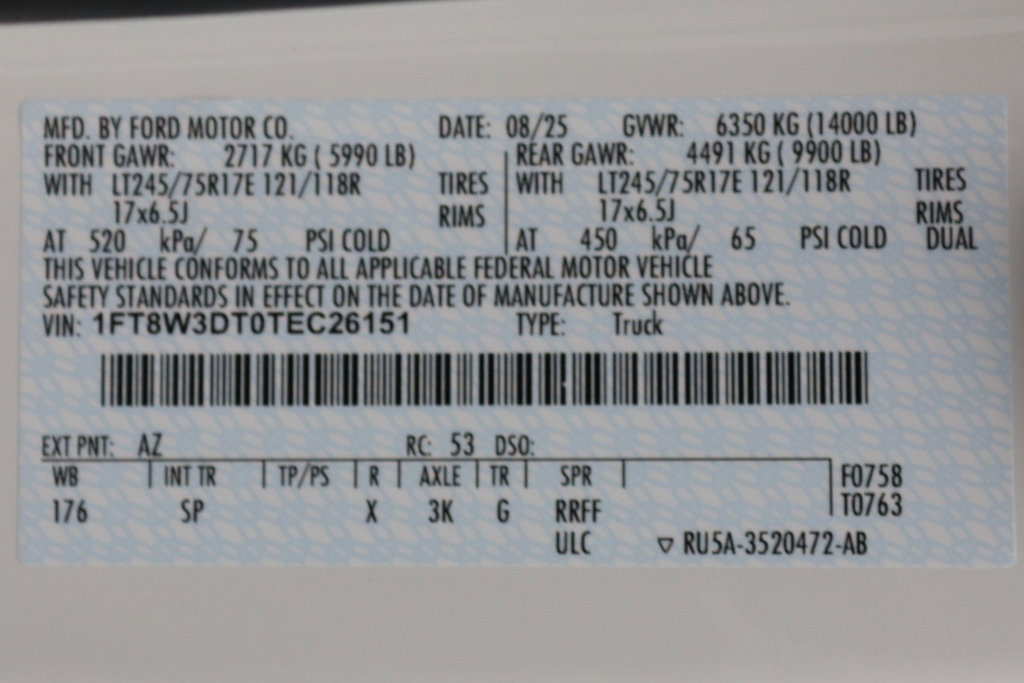 MFD. BY FORD MOTOR CO. DATE: 08/25 GVWR: 6350 KG (14000 LB)
FRONT GAWR: 2717 KG ( 5990 LB) REAR GAWR: 4491 KG ( 9900 LB)
WITH LT245/75R17E 121/118R TIRES WITH LT245/75R17E 121/118R TIRES
17x6.5J RIMS 17x6.5J RIMS
AT 520 kPa/ 75 PSI COLD AT 450 kPa/ 65 PSI COLD DUAL
THIS VEHICLE CONFORMS TO ALL APPLICABLE FEDERAL MOTOR VEHICLE
SAFETY STANDARDS IN EFFECT ON THE DATE OF MANUFACTURE SHOWN ABOVE.
VIN: 1FT8W3DT0TEC26151 TYPE: Truck
EXT PNT: AZ RC: 53 DSO:
WB INT TR TP/PS R AXLE TR SPR F0758
176 SP X 3K G RRFF T0763
ULC ▽ RU5A-3520472-AB